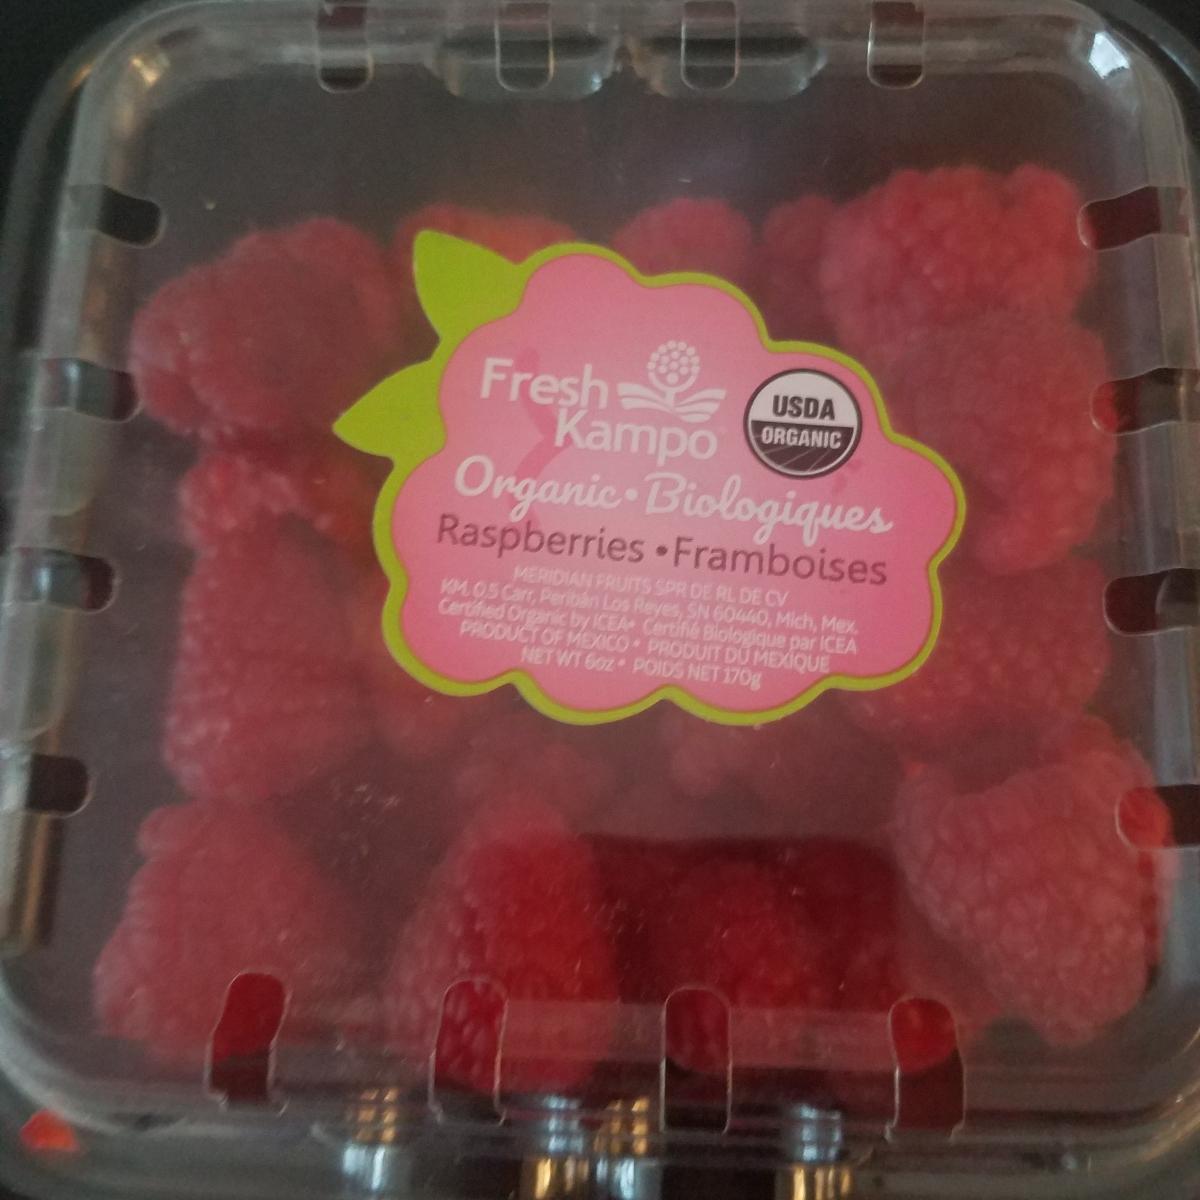 Fresh
Kampo
USDA
ORGANIC
Organic • Biologiques
Raspberries • Framboises
MERIDIAN FRUITS SPR DE RL DE CV
KM. 0.5 Carr, Peribán Los Reyes, SN 60440, Mich, Mex.
Certified Organic by ICEA • Certifié Biologique par ICEA
PRODUCT OF MEXICO • PRODUIT DU MEXIQUE
NET WT 6oz • POIDS NET 170g